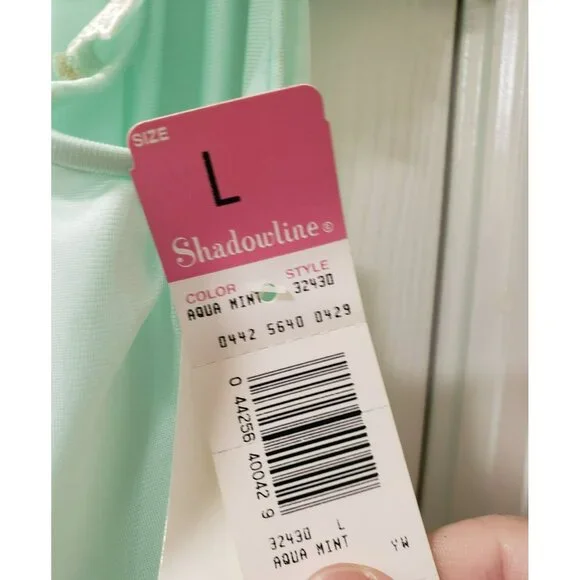 SIZE
L
Shadowline©
COLOR STYLE
AQUA MINT 32430
0442 5640 0429
0 44256 40042 9
32430 L
AQUA MINT YW